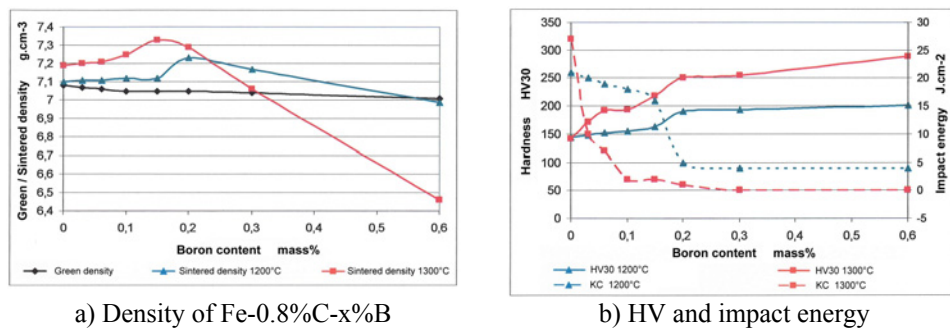 Green / Sintered density g.cm-3
7,4
7,3
7,2
7,1
7
6,9
6,8
6,7
6,6
6,5
6,4
0
0,1
0,2
0,3
0,4
0,5
0,6
Boron content mass%
Green density
Sintered density 1200°C
Sintered density 1300°C
a) Density of Fe-0.8%C-x%B
Hardness HV30
350
300
250
200
150
100
50
0
30
25
20
15
10
5
0
-5
Impact energy J.cm-2
0
0,1
0,2
0,3
0,4
0,5
0,6
Boron content mass%
HV30 1200°C
HV30 1300°C
KC 1200°C
KC 1300°C
b) HV and impact energy